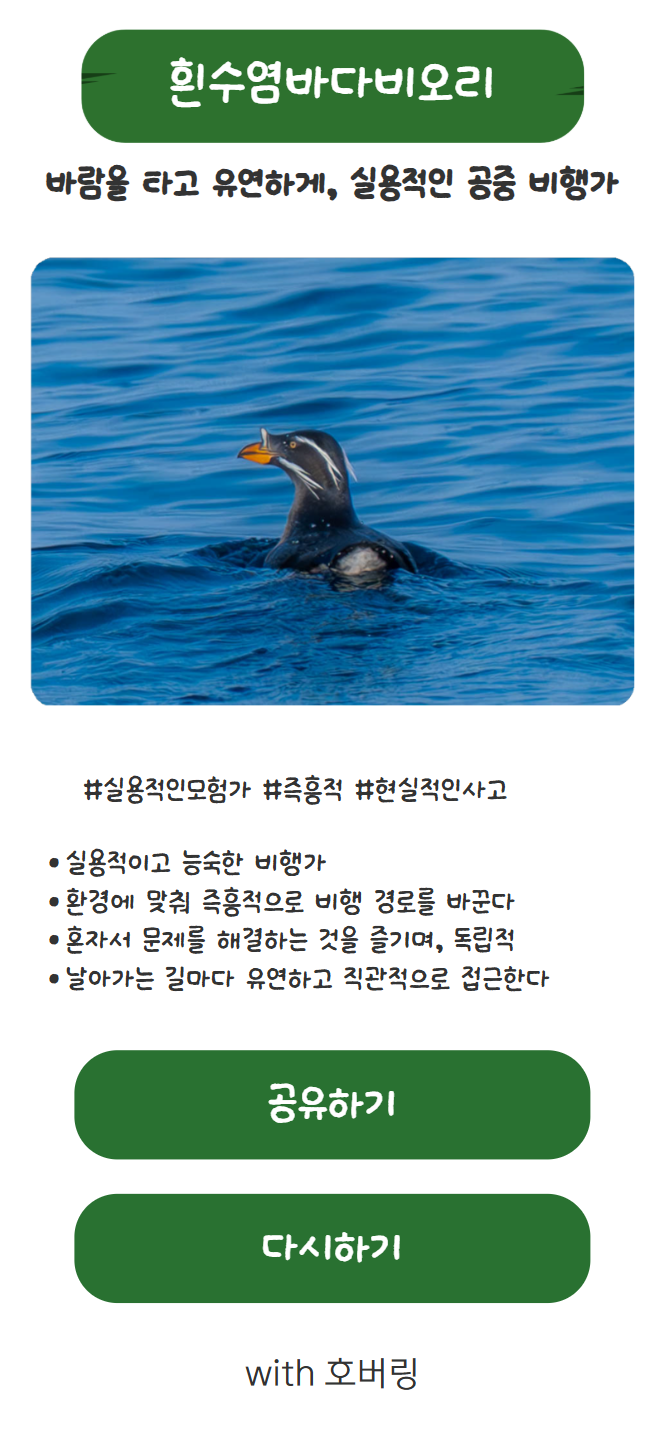 흰수염바다비오리
바람을 타고 유연하게, 실용적인 공중 비행가
#실용적인모험가 #즉흥적 #현실적인사고
• 실용적이고 능숙한 비행가
• 환경에 맞춰 즉흥적으로 비행 경로를 바꾼다
• 혼자서 문제를 해결하는 것을 즐기며, 독립적
• 날아가는 길마다 유연하고 직관적으로 접근한다
공유하기
다시하기
with 호버링